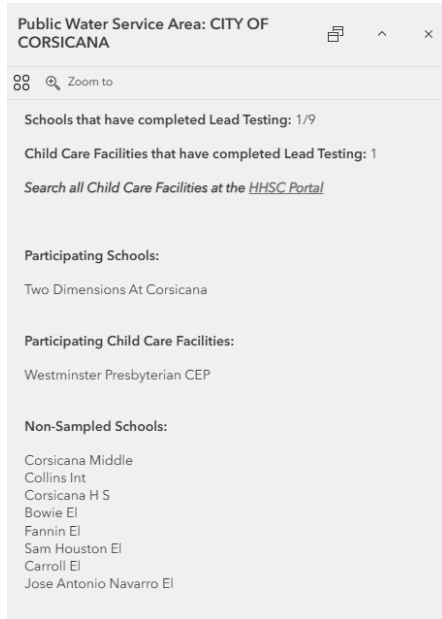 Public Water Service Area: CITY OF
CORSICANA
Zoom to
Schools that have completed Lead Testing: 1/9
Child Care Facilities that have completed Lead Testing: 1
Search all Child Care Facilities at the HHSC Portal
Participating Schools:
Two Dimensions At Corsicana
Participating Child Care Facilities:
Westminster Presbyterian CEP
Non-Sampled Schools:
Corsicana Middle
Collins Int
Corsicana H S
Bowie El
Fannin El
Sam Houston El
Carroll El
Jose Antonio Navarro El